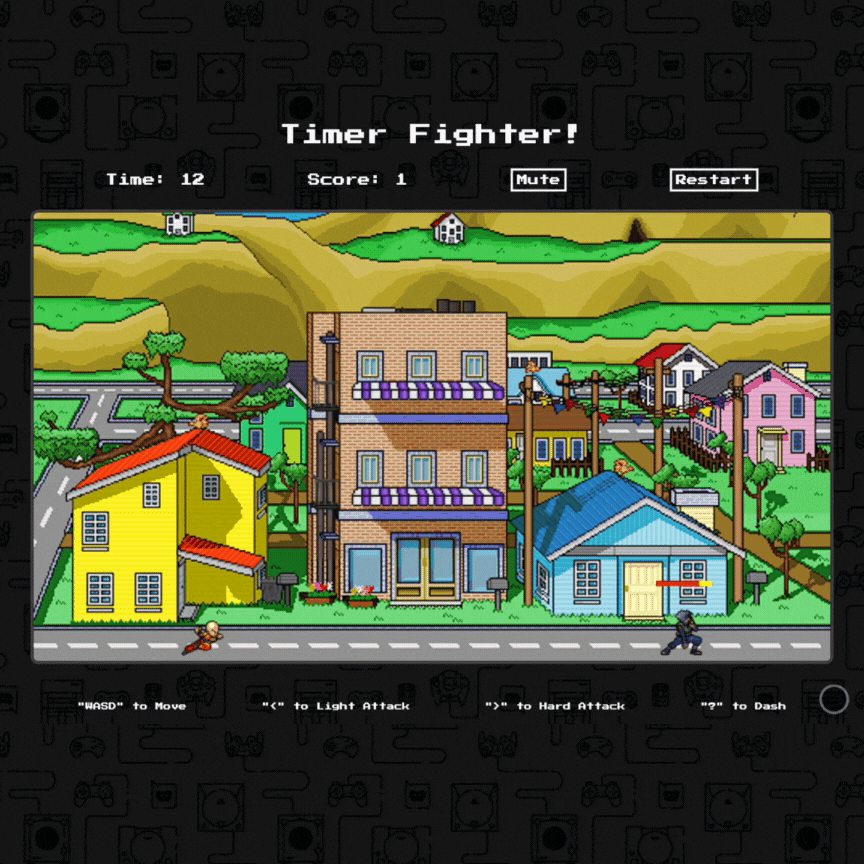 Timer Fighter!
Time: 12 Score: 1 Mute Restart
"WASD" to Move "<" to Light Attack ">" to Hard Attack "?" to Dash